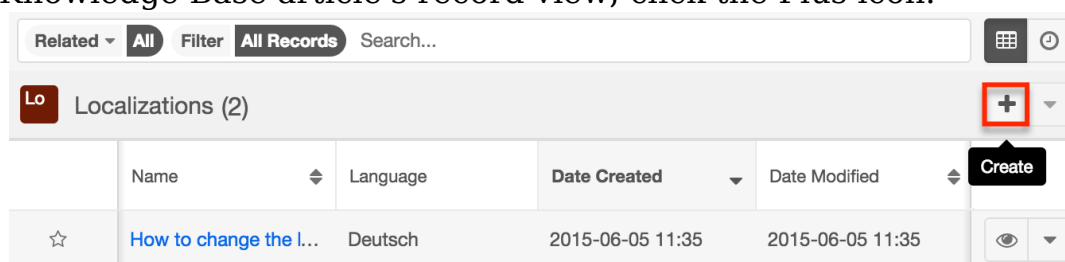 Knowledge Base article's record view, click the Plus icon.
Related All Filter All Records Search...
Lo Localizations (2)
Create
Name Language Date Created Date Modified
How to change the l... Deutsch 2015-06-05 11:35 2015-06-05 11:35